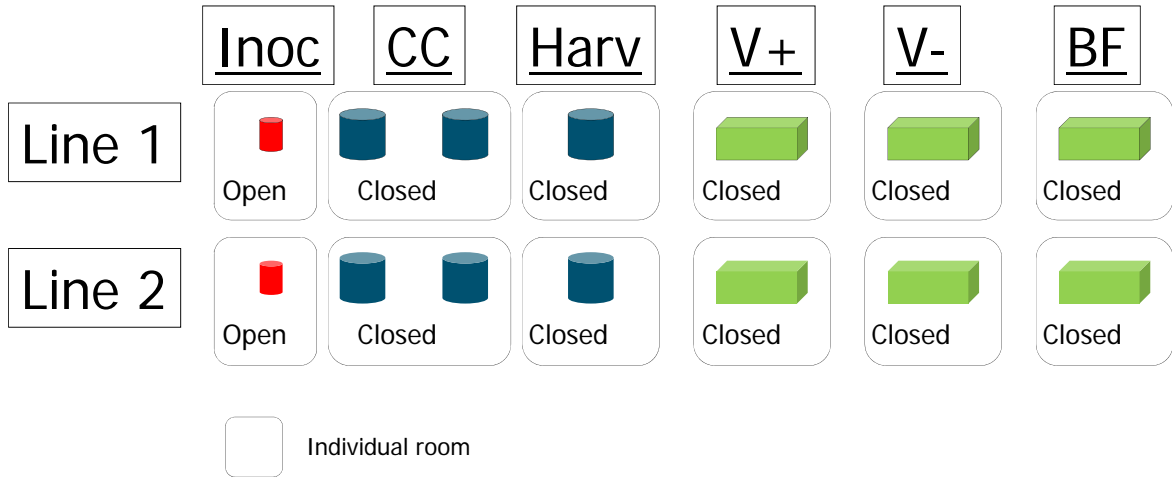 Inoc CC Harv V+ V- BF
Line 1
Open Closed Closed Closed Closed Closed
Line 2
Open Closed Closed Closed Closed Closed
Individual room